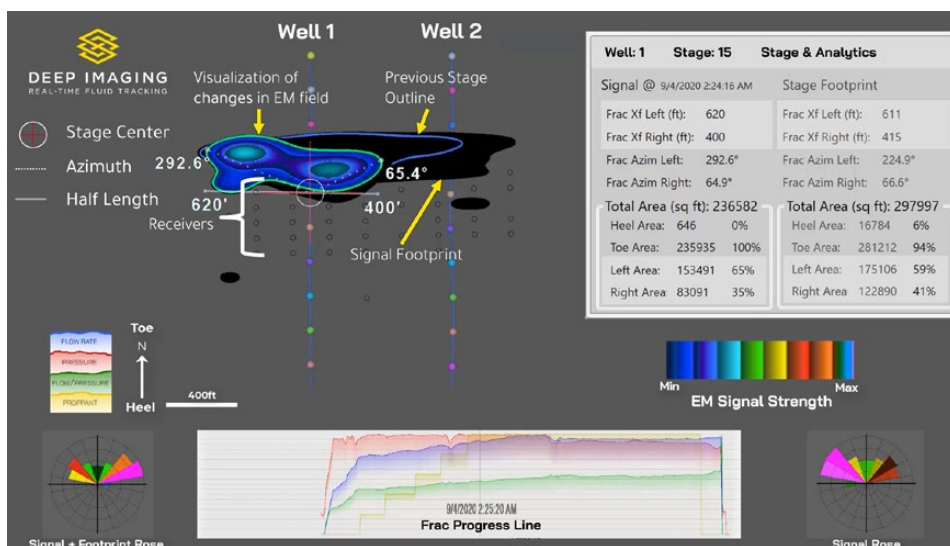 Well 1
Well 2
DEEP IMAGING
REAL-TIME FLUID TRACKING
Visualization of
changes in EM field
Previous Stage
Outline
Stage Center
Azimuth
Half Length
292.6°
65.4°
620'
400'
Receivers
Signal Footprint
Well: 1 Stage: 15 Stage & Analytics
Signal @ 9/4/2020 2:24:16 AM Stage Footprint
Frac Xf Left (ft): 620 Frac Xf Left (ft): 611
Frac Xf Right (ft): 400 Frac Xf Right (ft): 415
Frac Azim Left: 292.6° Frac Azim Left: 224.9°
Frac Azim Right: 64.9° Frac Azim Right: 66.6°
Total Area (sq ft): 236582 Total Area (sq ft): 297997
Heel Area: 646 0% Heel Area: 16784 6%
Toe Area: 235935 100% Toe Area: 281212 94%
Left Area: 153491 65% Left Area: 175106 59%
Right Area: 83091 35% Right Area: 122890 41%
FLOW RATE
PRESSURE
FLOW/PRESSURE
PROPPANT
Toe
N
Heel
400ft
Min
Max
EM Signal Strength
9/4/2020 2:25:20 AM
Frac Progress Line
Signal + Footprint Rose
Signal Rose